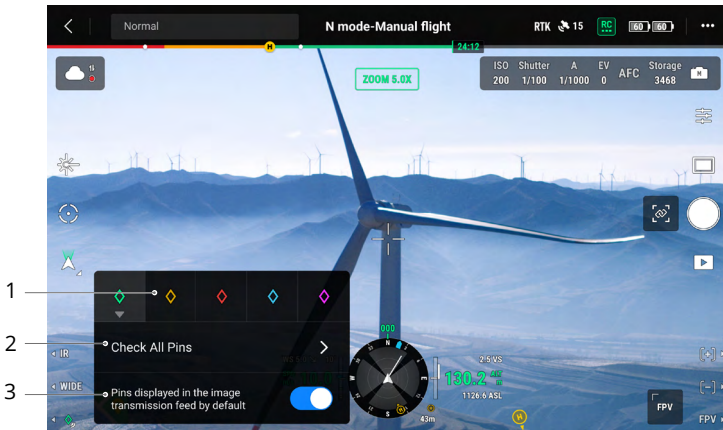 Normal
N mode-Manual flight
RTK 15 RC 60 60
H
24:12
ZOOM 5.0X
ISO Shutter A EV AFC Storage
200 1/100 1/1000 0 3468
M
1
2 Check All Pins
IR
3 Pins displayed in the image
transmission feed by default
WIDE
000
N
W E
S
2.5 VS
130.2 ALT
m
1126.6 ASL
H
43m
H
FPV
FPV